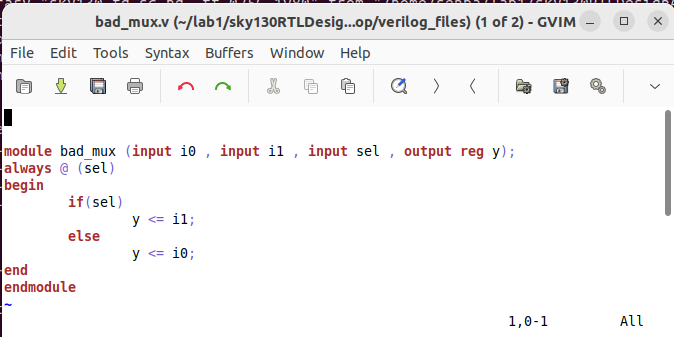 bad_mux.v (~/lab1/sky130RTLDesig...op/verilog_files) (1 of 2) - GVIM
File Edit Tools Syntax Buffers Window Help
module bad_mux (input i0 , input i1 , input sel , output reg y);
always @ (sel)
begin
        if(sel)
                y <= i1;
        else
                y <= i0;
end
endmodule
~
1,0-1 All